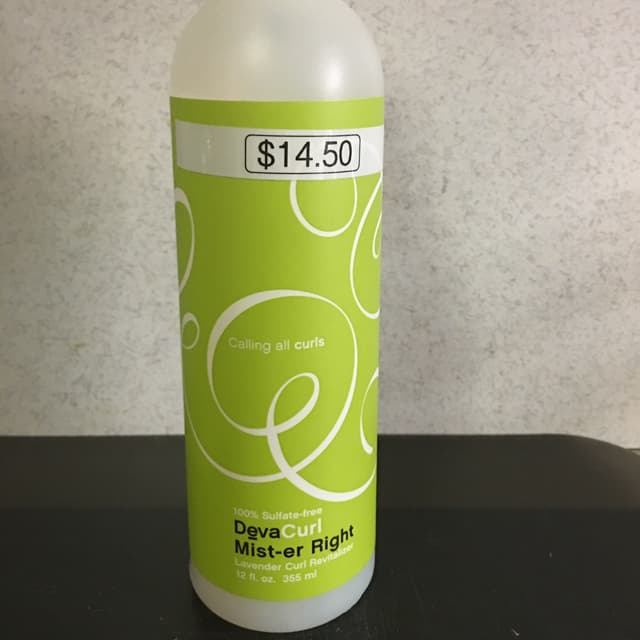 $14.50
Calling all curls
100% Sulfate-free
DevaCurl
Mist-er Right
Lavender Curl Revitalizer
12 fl. oz. 355 ml